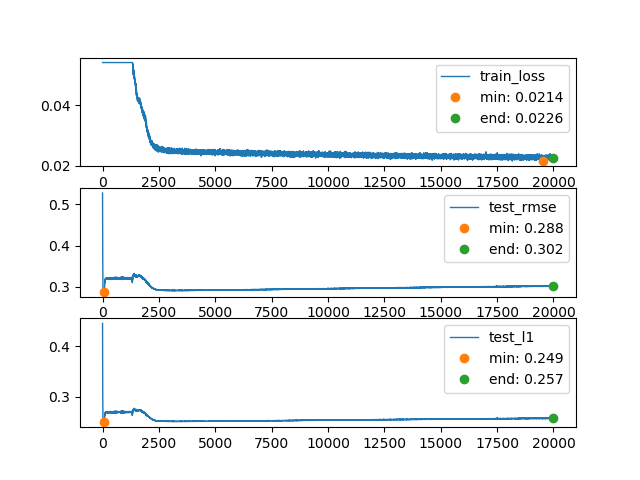 train_loss
min: 0.0214
end: 0.0226
0.04
0.02
0 2500 5000 7500 10000 12500 15000 17500 20000
test_rmse
min: 0.288
end: 0.302
0.5
0.4
0.3
0 2500 5000 7500 10000 12500 15000 17500 20000
test_l1
min: 0.249
end: 0.257
0.4
0.3
0 2500 5000 7500 10000 12500 15000 17500 20000